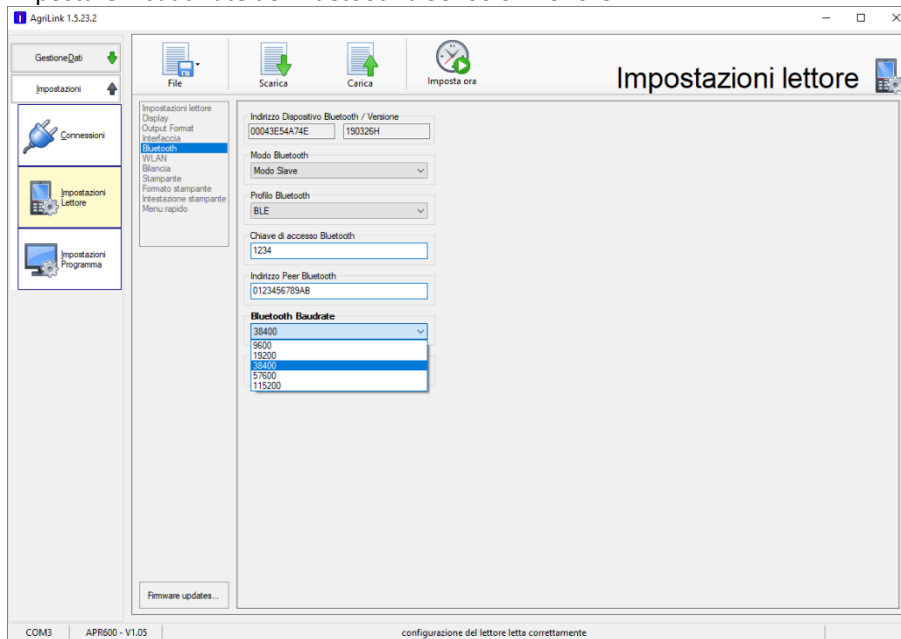 AgriLink 1.5.23.2
Gestione Dati
Impostazioni
Connessioni
Impostazioni
Lettore
Impostazioni
Programma
File
Scarica
Carica
Imposta ora
Impostazioni lettore
Impostazioni lettore
Display
Output Format
Interfaccia
Bluetooth
WLAN
Bilancia
Stampante
Formato stampante
Intestazione stampante
Menu rapido
Firmware updates...
Indirizzo Dispositivo Bluetooth / Versione
00043E54A74E 190326H
Modo Bluetooth
Modo Slave
Profilo Bluetooth
BLE
Chiave di accesso Bluetooth
1234
Indirizzo Peer Bluetooth
0123456789AB
Bluetooth Baudrate
38400
9600
19200
38400
57600
115200
COM3 APR600 - V1.05 configurazione del lettore letta correttamente